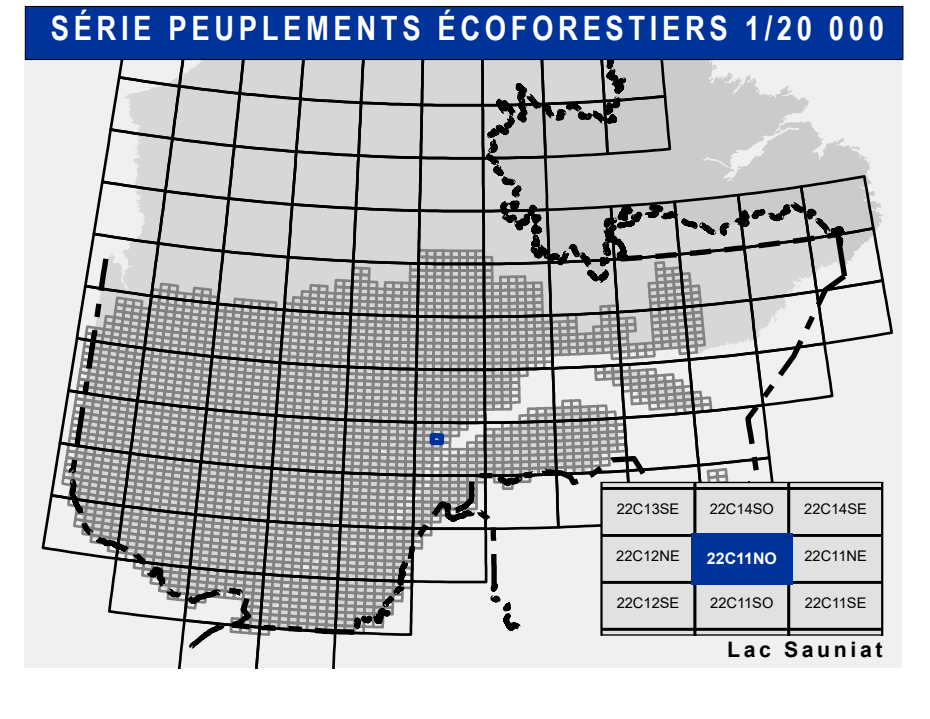 SÉRIE PEUPLEMENTS ÉCOFORESTIERS 1/20 000
22C13SE 22C14SO 22C14SE
22C12NE 22C11NO 22C11NE
22C12SE 22C11SO 22C11SE
Lac Sauniat